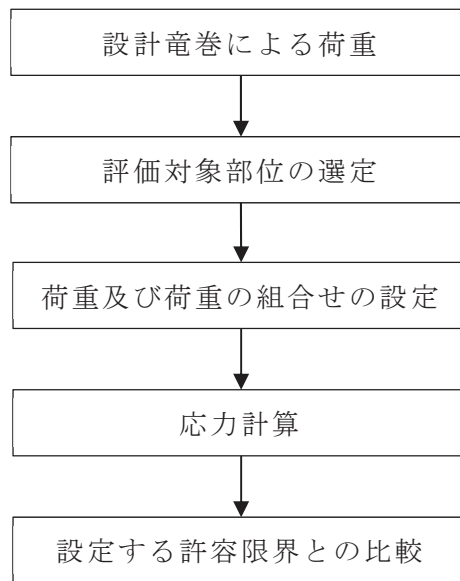 設計竜巻による荷重
評価対象部位の選定
荷重及び荷重の組合せの設定
応力計算
設定する許容限界との比較